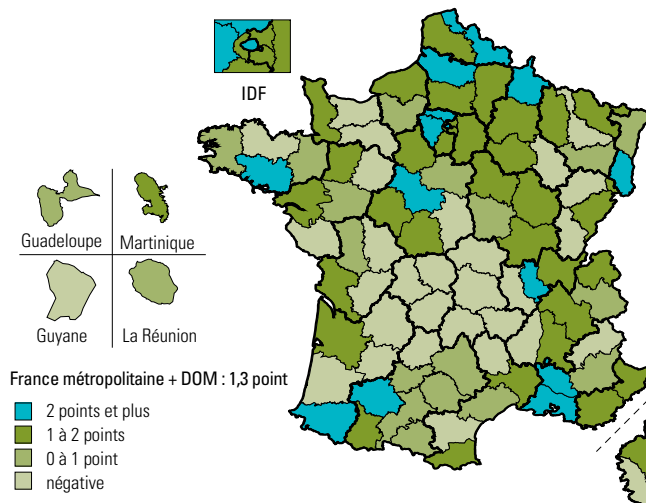 IDF
Guadeloupe
Martinique
Guyane
La Réunion
France métropolitaine + DOM : 1,3 point
2 points et plus
1 à 2 points
0 à 1 point
négative